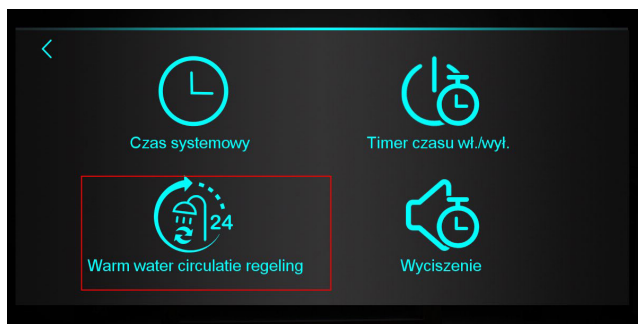 Czas systemowy
Timer czasu wł./wył.
24
Warm water circulatie regeling
Wyciszenie